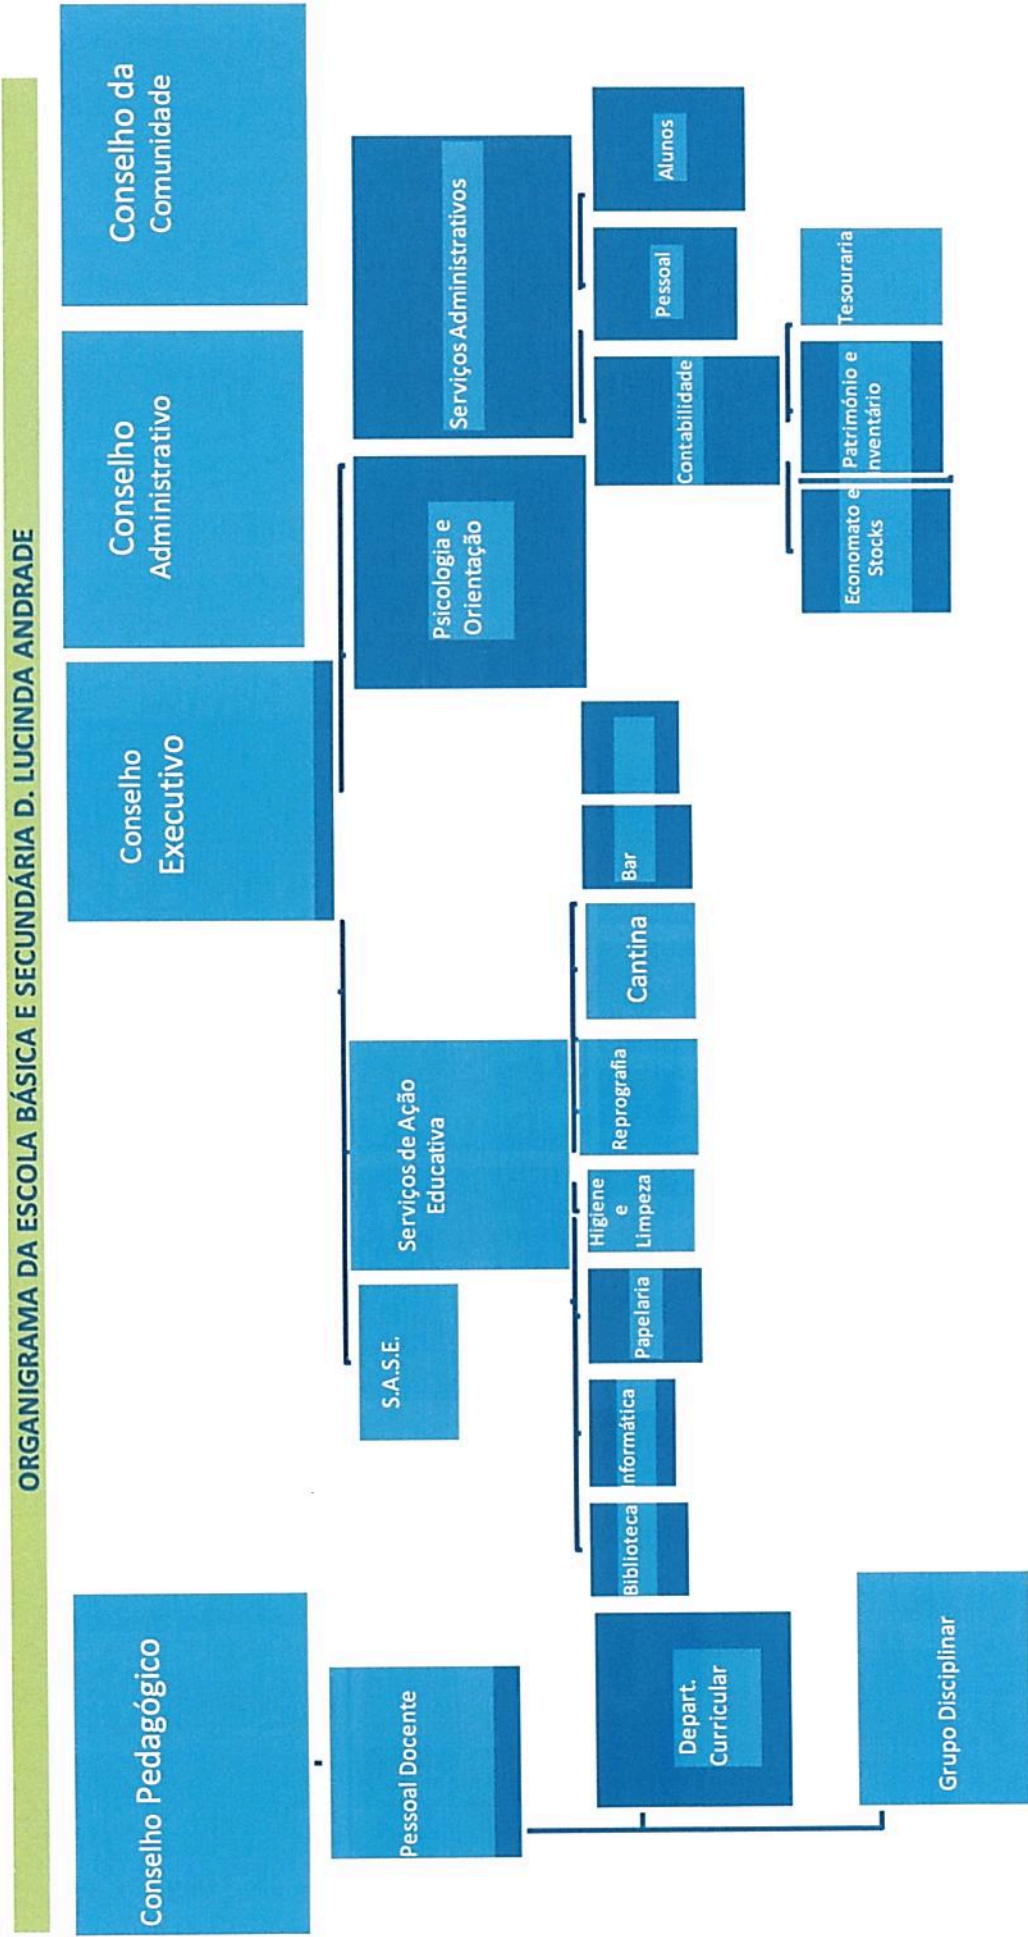 ORGANIGRAMA DA ESCOLA BÁSICA E SECUNDÁRIA D. LUCINDA ANDRADE
Conselho Pedagógico
Conselho
Executivo
Conselho
Administrativo
Conselho da
Comunidade
Pessoal Docente
S.A.S.E.
Serviços de Ação
Educativa
Psicologia e
Orientação
Serviços Administrativos
Depart.
Curricular
Biblioteca
nformática
Papelaria
Higiene
e
Limpeza
Reprografia
Cantina
Bar
Contabilidade
Pessoal
Alunos
Grupo Disciplinar
Economato e
Stocks
Património e
nventário
Tesouraria